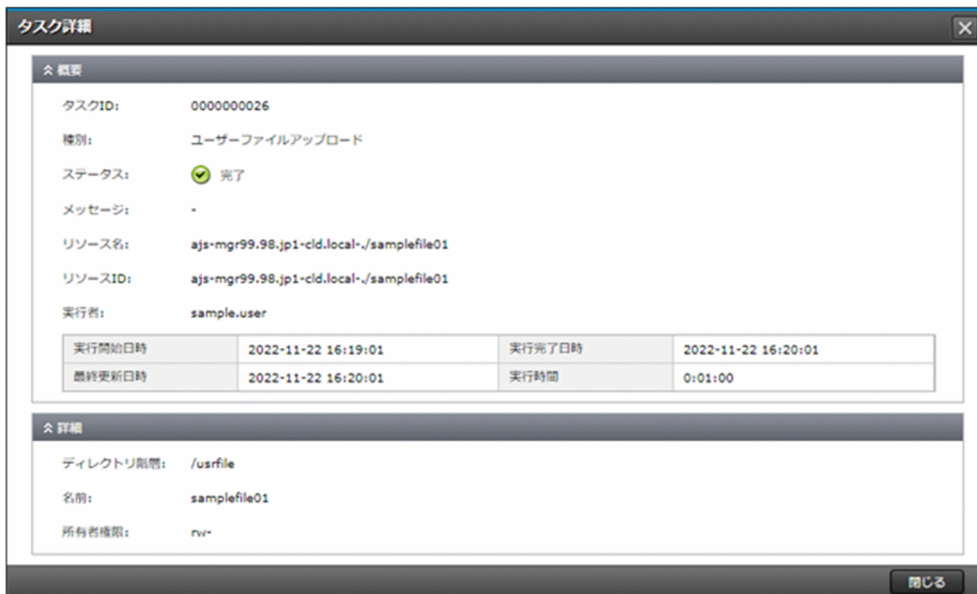 タスク詳細
概要
タスクID: 0000000026
種別: ユーザーファイルアップロード
ステータス: 完了
メッセージ: -
リソース名: ajs-mgr99.98.jp1-cld.local-./samplefile01
リソースID: ajs-mgr99.98.jp1-cld.local-./samplefile01
実行者: sample.user
実行開始日時 2022-11-22 16:19:01 実行完了日時 2022-11-22 16:20:01
最終更新日時 2022-11-22 16:20:01 実行時間 0:01:00
詳細
ディレクトリ階層: /usrfile
名前: samplefile01
所有者権限: rw-
閉じる